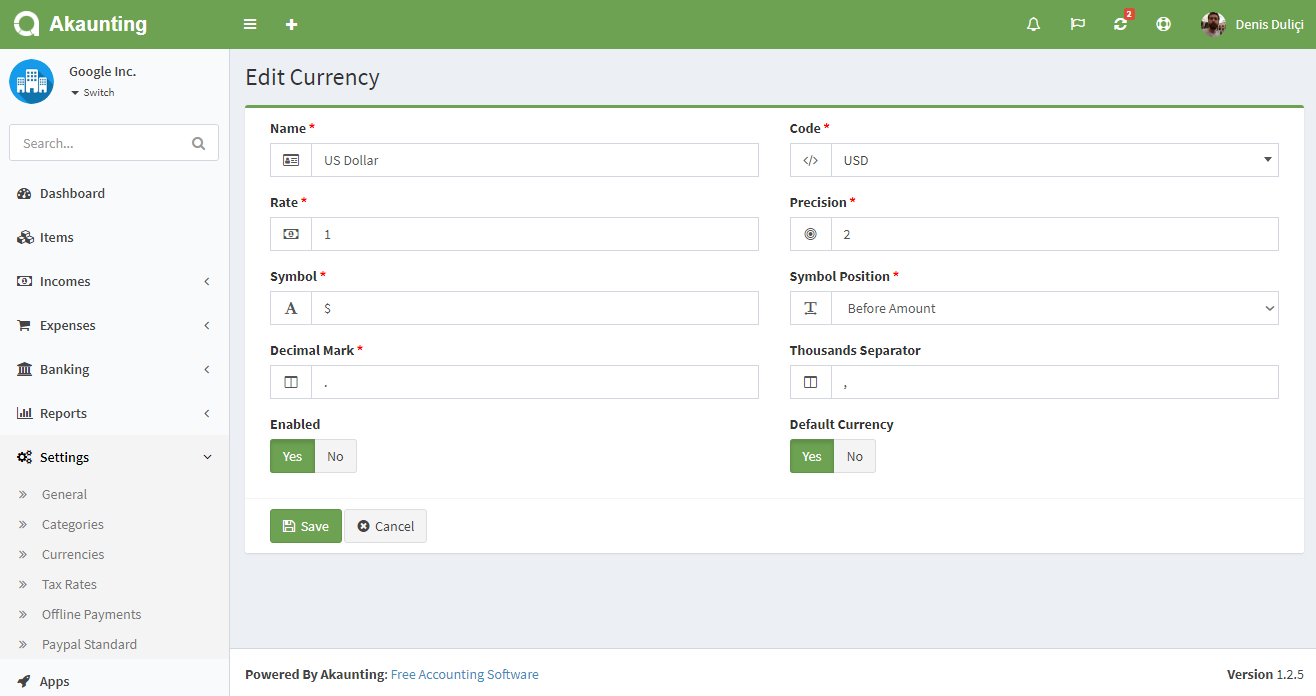 Akaunting
2
Denis Duliçi
Google Inc.
Switch
Search...
Dashboard
Items
Incomes
Expenses
Banking
Reports
Settings
General
Categories
Currencies
Tax Rates
Offline Payments
Paypal Standard
Apps
Edit Currency
Name *
Code *
US Dollar
</> USD
Rate *
Precision *
1
2
Symbol *
Symbol Position *
A $
T Before Amount
Decimal Mark *
Thousands Separator
.
,
Enabled
Default Currency
Yes No
Yes No
Save Cancel
Powered By Akaunting: Free Accounting Software
Version 1.2.5